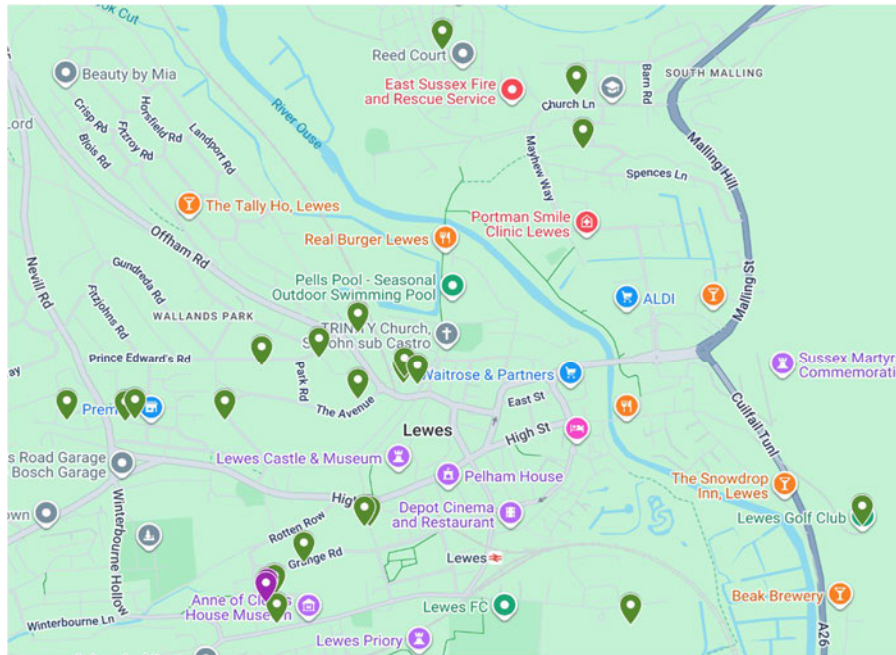 ok Cut
Reed Court
Beauty by Mia
SOUTH MALLING
East Sussex Fire
and Rescue Service
Barn Rd
Church Ln
Lord
Crisp Rd
Blois Rd
Fitzroy Rd
Horsfield Rd
Landport Rd
River Ouse
Mayhew Way
Malling Hill
Spences Ln
The Tally Ho, Lewes
Offham Rd
Portman Smile
Clinic Lewes
Real Burger Lewes
Nevill Rd
Gundreda Rd
Fitzjohns Rd
Pells Pool - Seasonal
Outdoor Swimming Pool
ALDI
Malling St
WALLANDS PARK
TRINITY Church,
St John sub Castro
Prince Edward's Rd
Park Rd
Waitrose & Partners
Sussex Martyr
Commemorati
way
Prem
The Avenue
East St
Cuilfail Tunl
Lewes
High St
s Road Garage
Bosch Garage
Lewes Castle & Museum
Pelham House
The Snowdrop
Inn, Lewes
own
Winterbourne Hollow
High
Rotten Row
Depot Cinema
and Restaurant
Lewes Golf Club
Grange Rd
Lewes
Anne of Cleves
House Museum
Lewes FC
Beak Brewery
Winterbourne Ln
Lewes Priory
A26